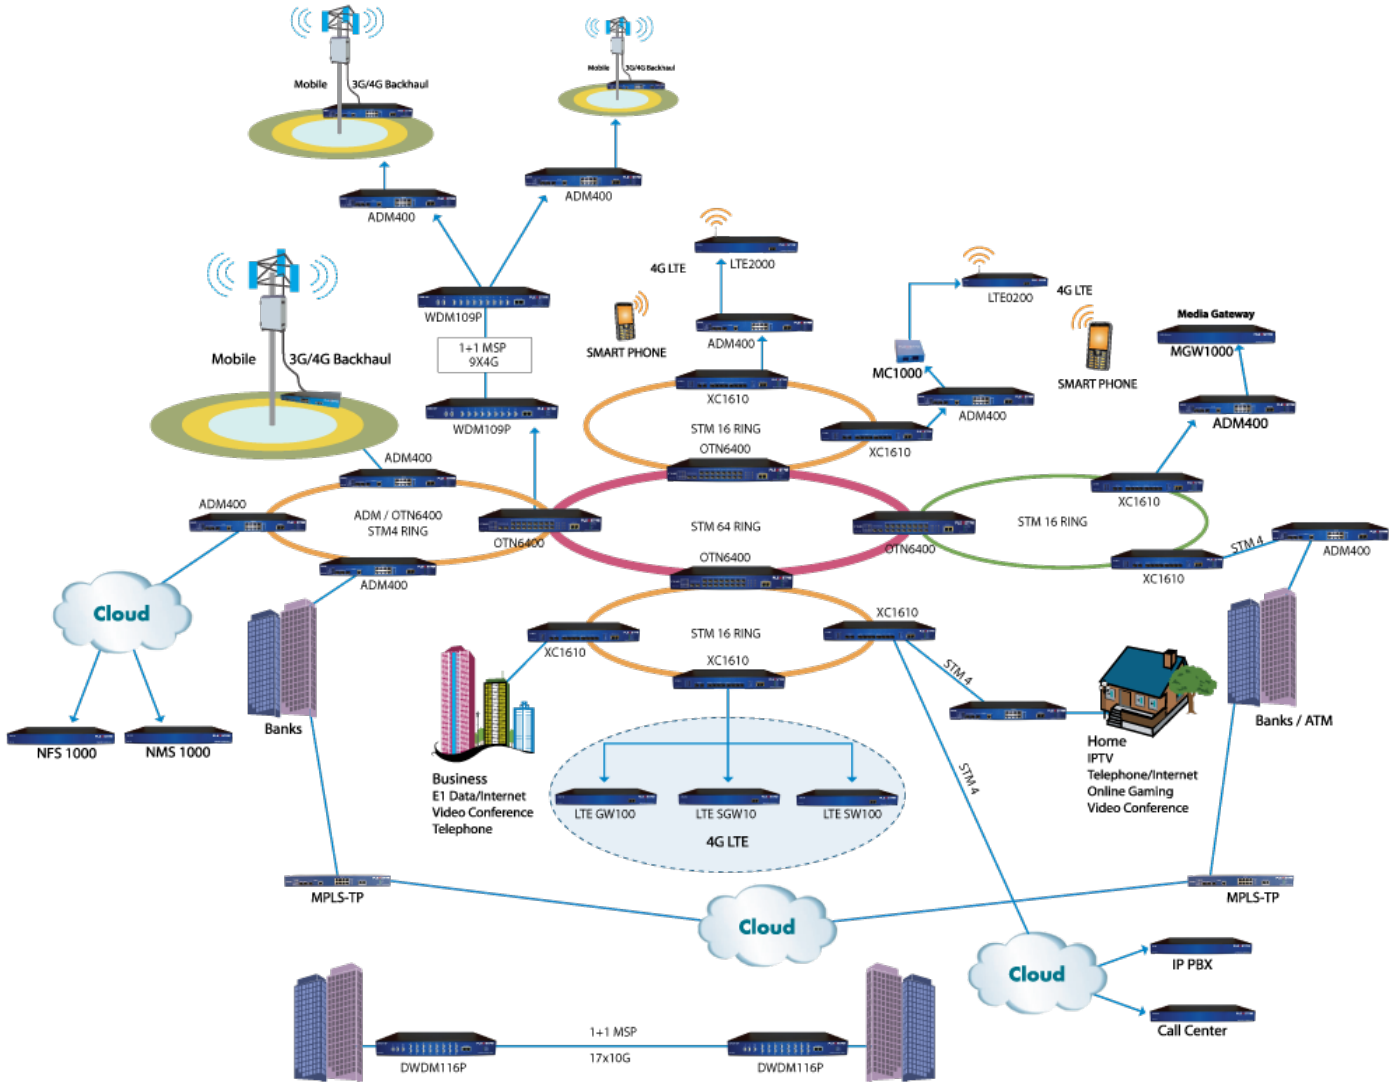 Mobile
3G/4G Backhaul
Mobile
3G/4G Backhaul
ADM400
ADM400
WDM109P
1+1 MSP
9X4G
WDM109P
Mobile
3G/4G Backhaul
4G LTE
LTE2000
SMART PHONE
ADM400
LTE0200
4G LTE
MC1000
SMART PHONE
Media Gateway
MGW1000
ADM400
ADM400
XC1610
STM 16 RING
XC1610
OTN6400
ADM400
ADM400
ADM / OTN6400
STM4 RING
OTN6400
ADM400
STM 64 RING
OTN6400
OTN6400
STM 16 RING
XC1610
XC1610
STM 4
ADM400
Cloud
NFS 1000
NMS 1000
Banks
XC1610
STM 16 RING
XC1610
XC1610
STM 4
STM 4
Business
E1 Data/Internet
Video Conference
Telephone
LTE GW100
LTE SGW10
LTE SW100
4G LTE
Home
IPTV
Telephone/Internet
Online Gaming
Video Conference
Banks / ATM
MPLS-TP
Cloud
MPLS-TP
Cloud
IP PBX
Call Center
DWDM116P
1+1 MSP
17x10G
DWDM116P